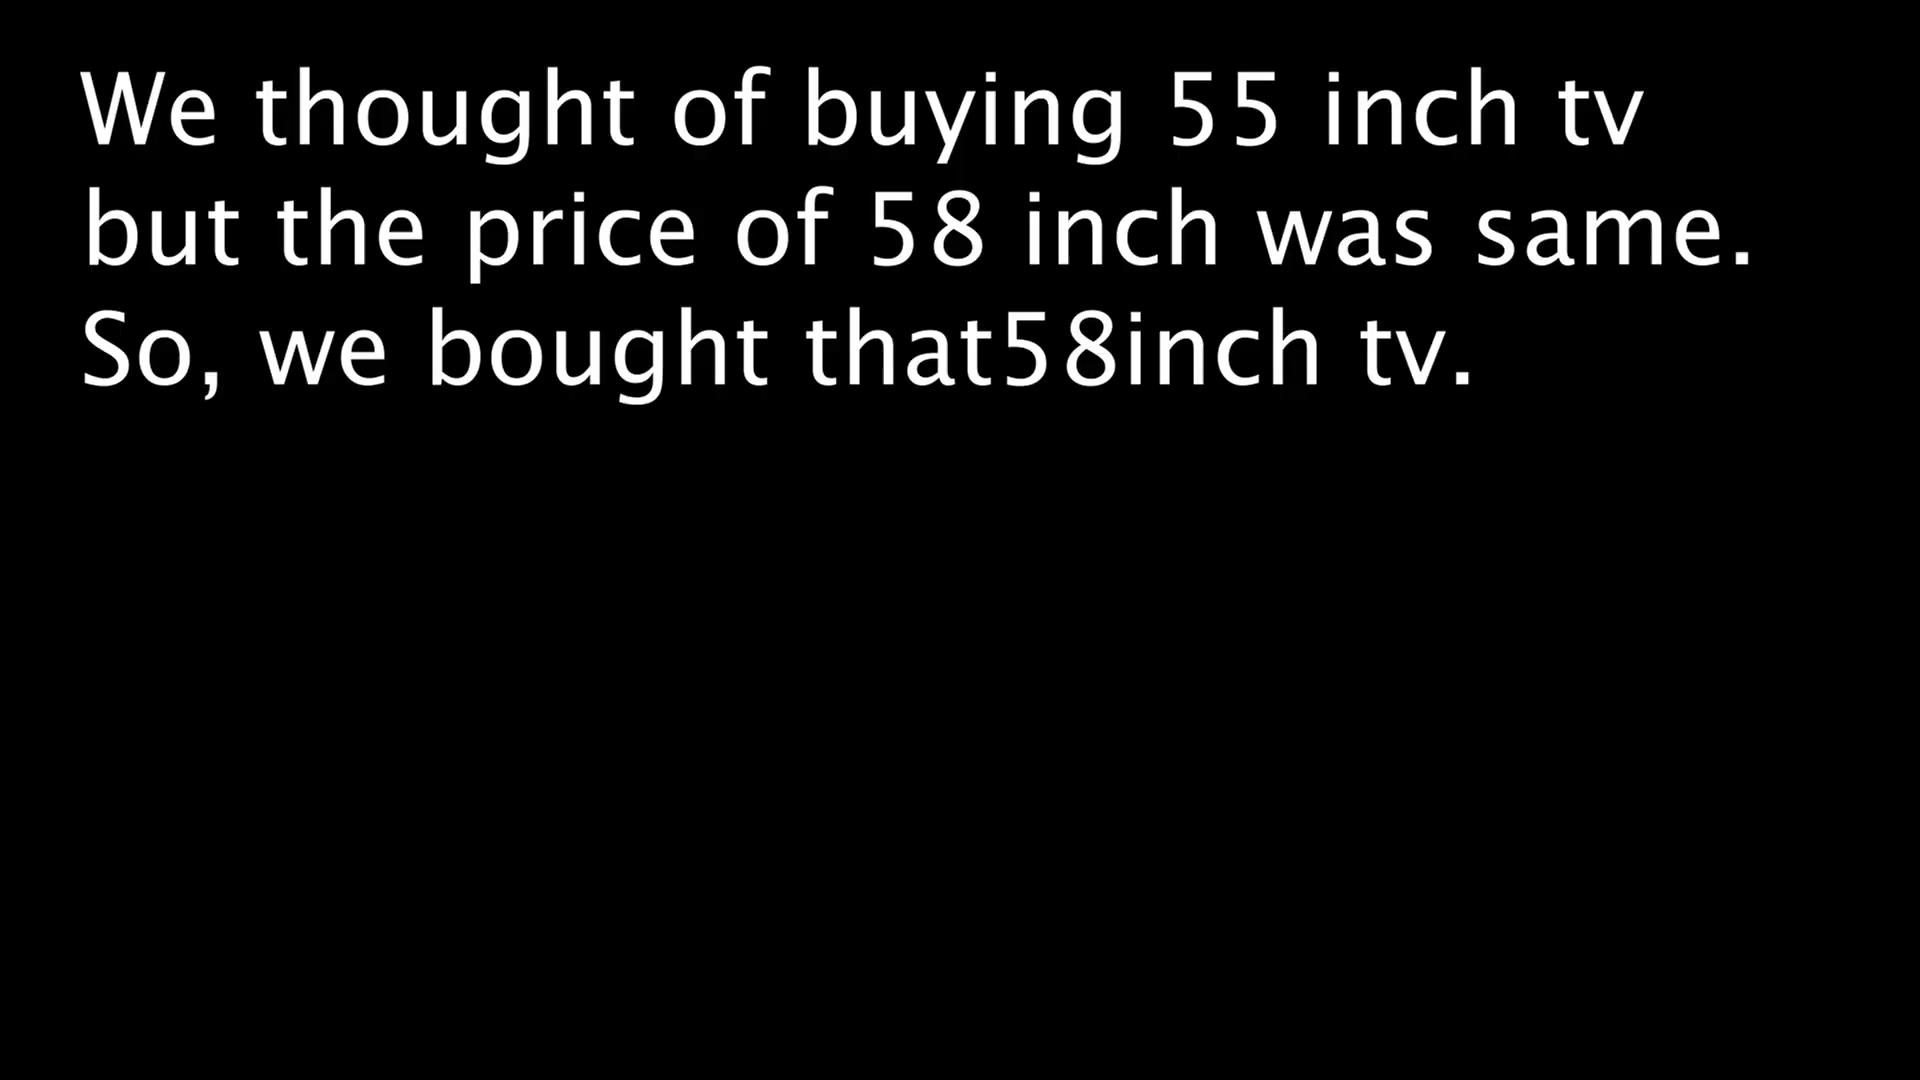 We thought of buying 55 inch tv
but the price of 58 inch was same.
So, we bought that58inch tv.